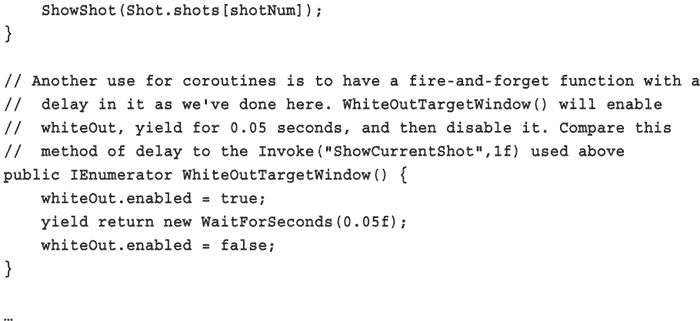 ShowShot(Shot.shots[shotNum]);
}
// Another use for coroutines is to have a fire-and-forget function with a
//  delay in it as we've done here. WhiteOutTargetWindow() will enable
//  whiteOut, yield for 0.05 seconds, and then disable it. Compare this
//  method of delay to the Invoke("ShowCurrentShot",1f) used above
public IEnumerator WhiteOutTargetWindow() {
    whiteOut.enabled = true;
    yield return new WaitForSeconds(0.05f);
    whiteOut.enabled = false;
}
…